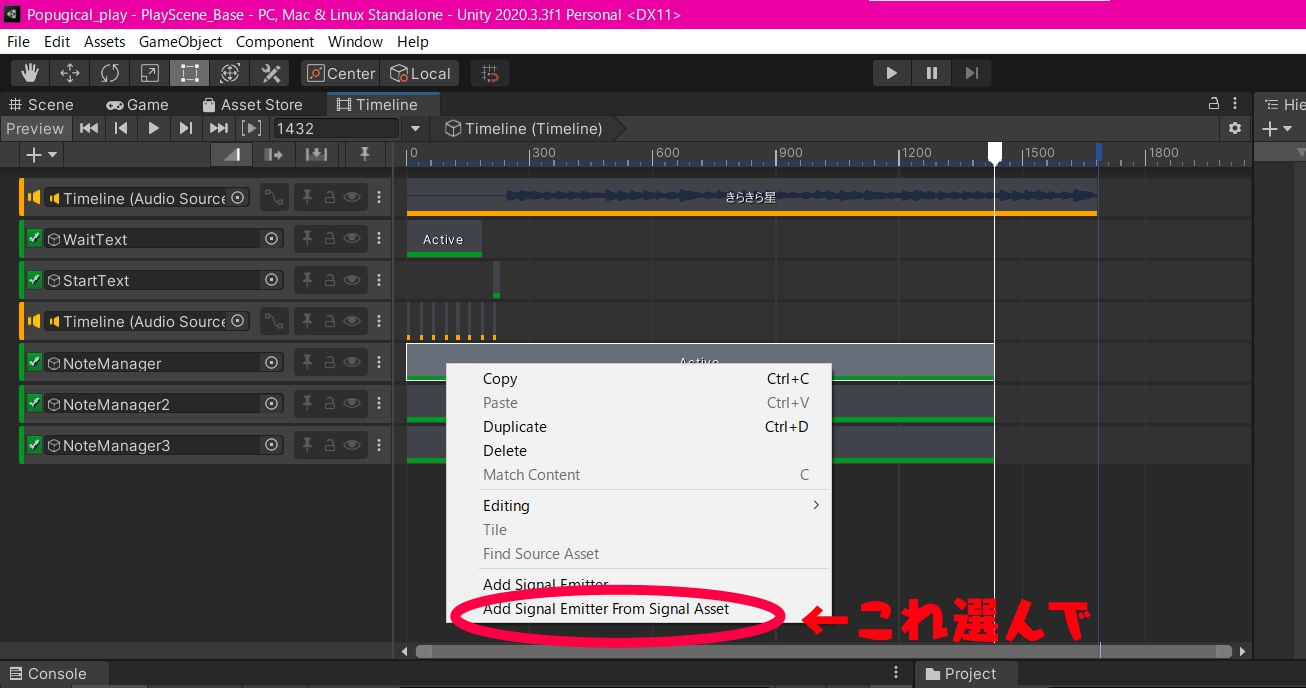 Popugical_play - PlayScene_Base - PC, Mac & Linux Standalone - Unity 2020.3.3f1 Personal <DX11>
File Edit Assets GameObject Component Window Help
Center Local
Scene Game Asset Store Timeline Hie
Preview 1432 Timeline (Timeline)
0 300 600 900 1200 1500 1800
Timeline (Audio Source きらきら星
WaitText Active
StartText
Timeline (Audio Source
NoteManager Active
NoteManager2
NoteManager3
Copy Ctrl+C
Paste Ctrl+V
Duplicate Ctrl+D
Delete
Match Content C
Editing
Tile
Find Source Asset
Add Signal Emitter
Add Signal Emitter From Signal Asset
←これ選んで
Console Project